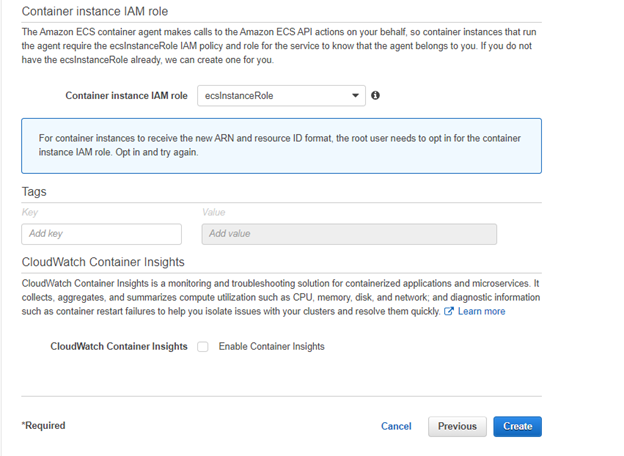 Container instance IAM role
The Amazon ECS container agent makes calls to the Amazon ECS API actions on your behalf, so container instances that run
the agent require the ecsInstanceRole IAM policy and role for the service to know that the agent belongs to you. If you do not
have the ecsInstanceRole already, we can create one for you.
Container instance IAM role ecsInstanceRole
For container instances to receive the new ARN and resource ID format, the root user needs to opt in for the container
instance IAM role. Opt in and try again.
Tags
Key Value
Add key Add value
CloudWatch Container Insights
CloudWatch Container Insights is a monitoring and troubleshooting solution for containerized applications and microservices. It
collects, aggregates, and summarizes compute utilization such as CPU, memory, disk, and network; and diagnostic information
such as container restart failures to help you isolate issues with your clusters and resolve them quickly. Learn more
CloudWatch Container Insights Enable Container Insights
*Required Cancel Previous Create